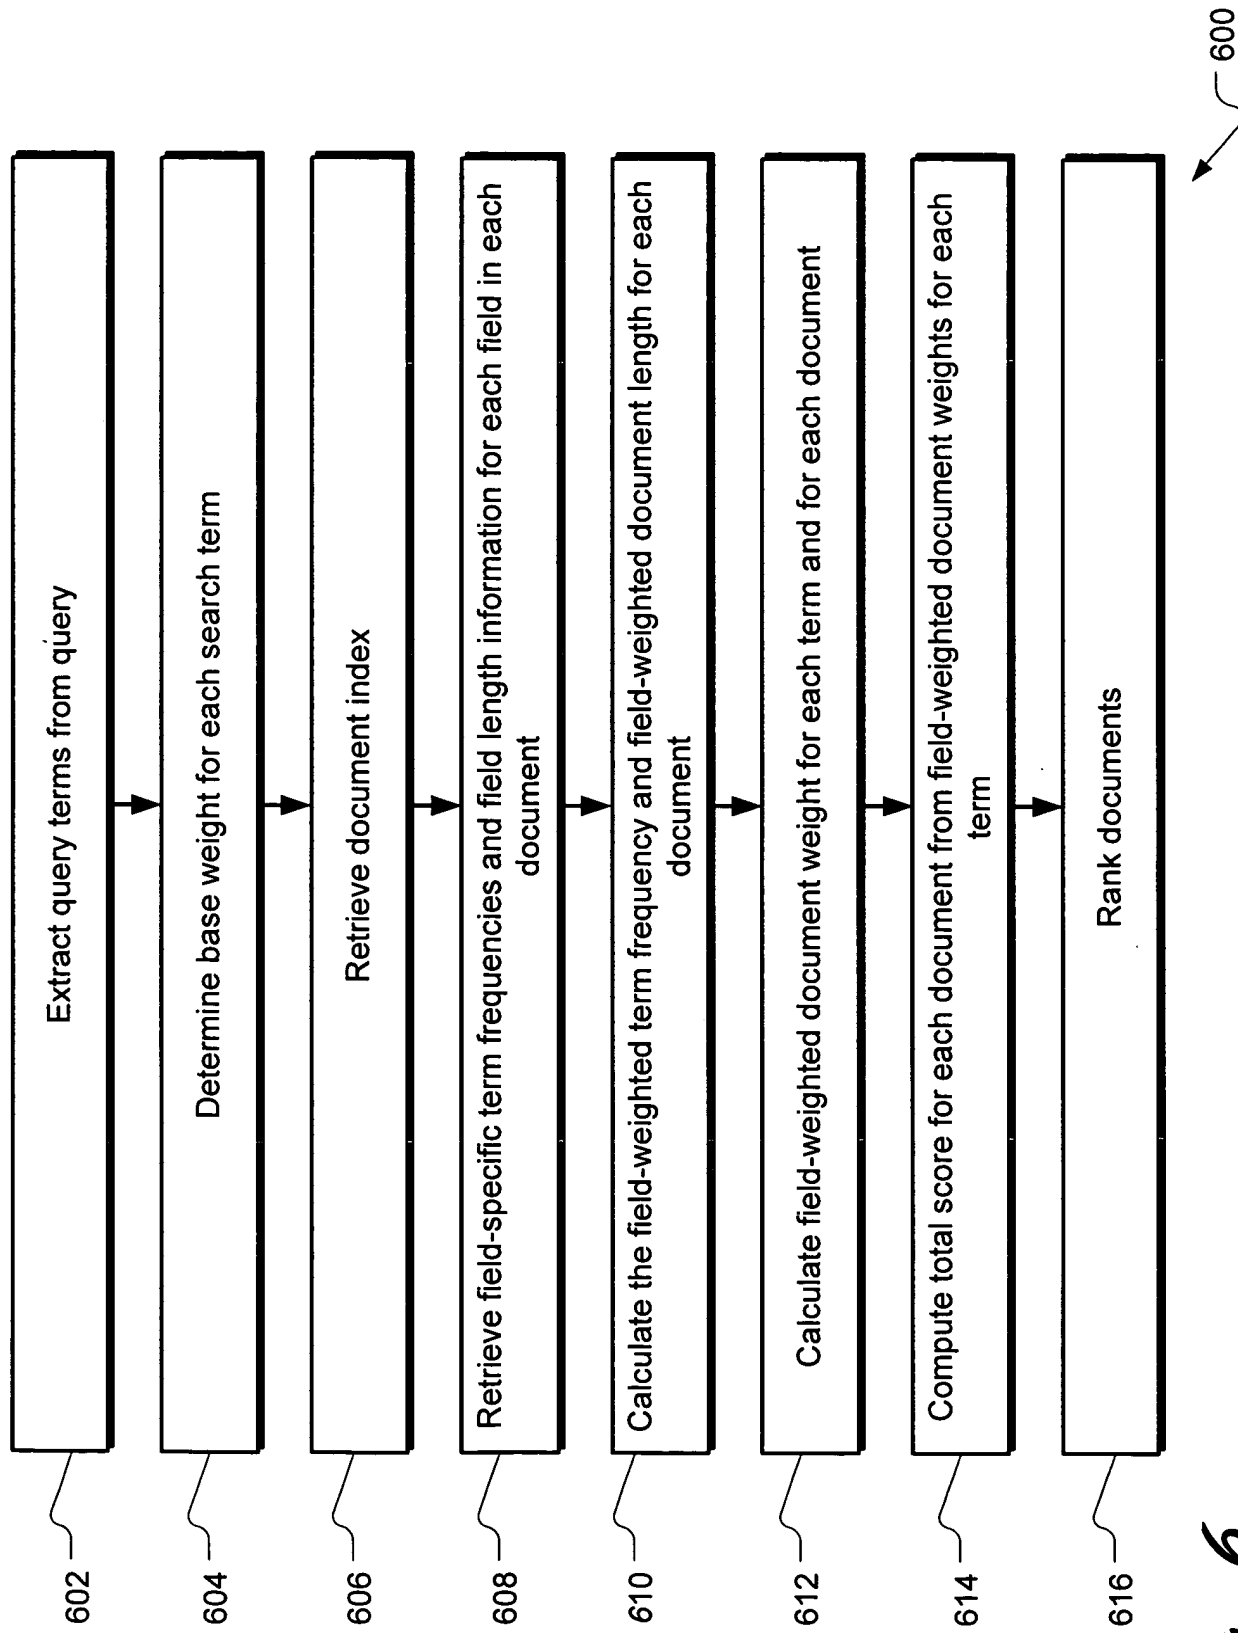 602
Extract query terms from query
604
Determine base weight for each search term
606
Retrieve document index
608
Retrieve field-specific term frequencies and field length information for each field in each
document
610
Calculate the field-weighted term frequency and field-weighted document length for each
document
612
Calculate field-weighted document weight for each term and for each document
614
Compute total score for each document from field-weighted document weights for each
term
616
Rank documents
600
6